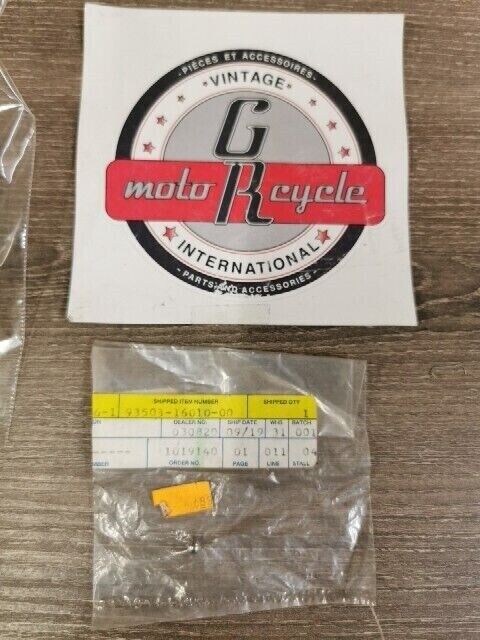 • PIÈCES ET ACCESSOIRES •
VINTAGE
GR
moto cycle
INTERNATIONAL
• PARTS AND ACCESSORIES •
SHIPPED ITEM NUMBER SHIPPED QTY
93503-16010-00 1
DEALER NO. SHIP DATE WHS BATCH
030820 09/19 31 001
1019140 01 011 04
ORDER NO. PAGE LINE STALL